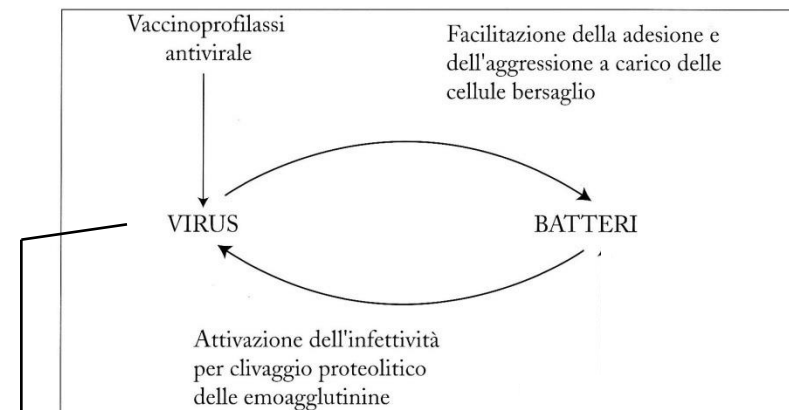 Vaccinoprofilassi
antivirale
Facilitazione della adesione e
dell'aggressione a carico delle
cellule bersaglio
VIRUS
BATTERI
Attivazione dell'infettività
per clivaggio proteolitico
delle emoagglutinine